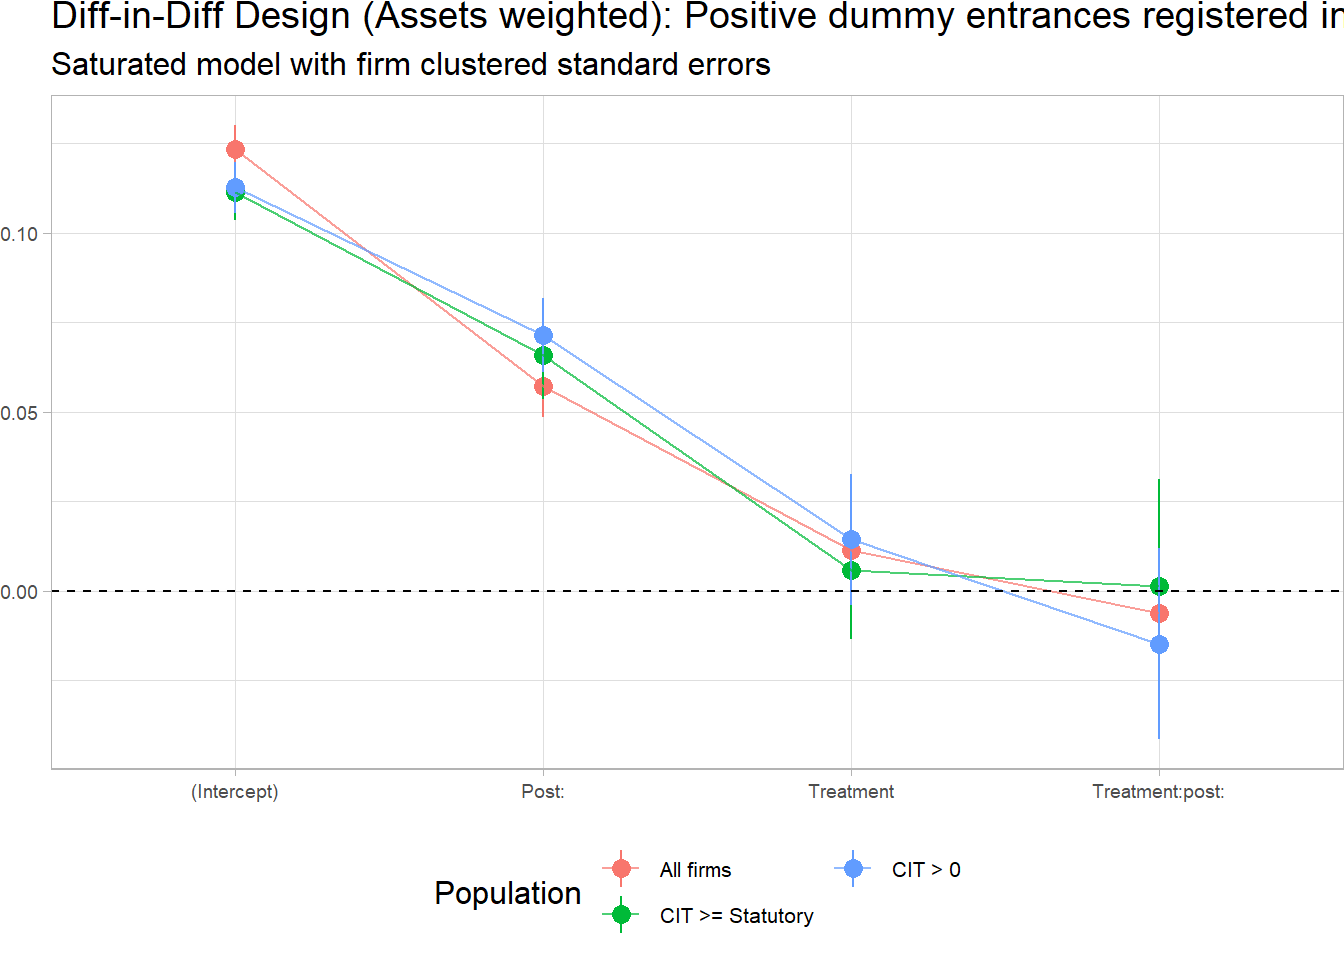 Diff-in-Diff Design (Assets weighted): Positive dummy entrances registered in
Saturated model with firm clustered standard errors
0.10
0.05
0.00
(Intercept) Post: Treatment Treatment:post:
Population
All firms
CIT > 0
CIT >= Statutory